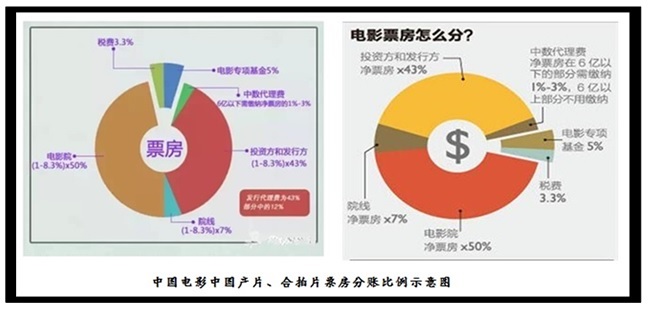 税费3.3%
电影专项基金5%
中数代理费
6亿以下需缴纳净票房的1%-3%
投资方和发行方
(1-8.3%)x43%
电影院
(1-8.3%)x50%
票房
发行代理费为43%
部分中的12%
院线
(1-8.3%)x7%
电影票房怎么分?
投资方和发行方
净票房 x43%
中数代理费
净票房在 6 亿以
下的部分需缴纳
1%-3%，6 亿以
上部分不用缴纳
电影专项
基金 5%
税费
3.3%
$
院线
净票房 x7%
电影院
净票房 x50%
中国电影中国产片、合拍片票房分账比例示意图